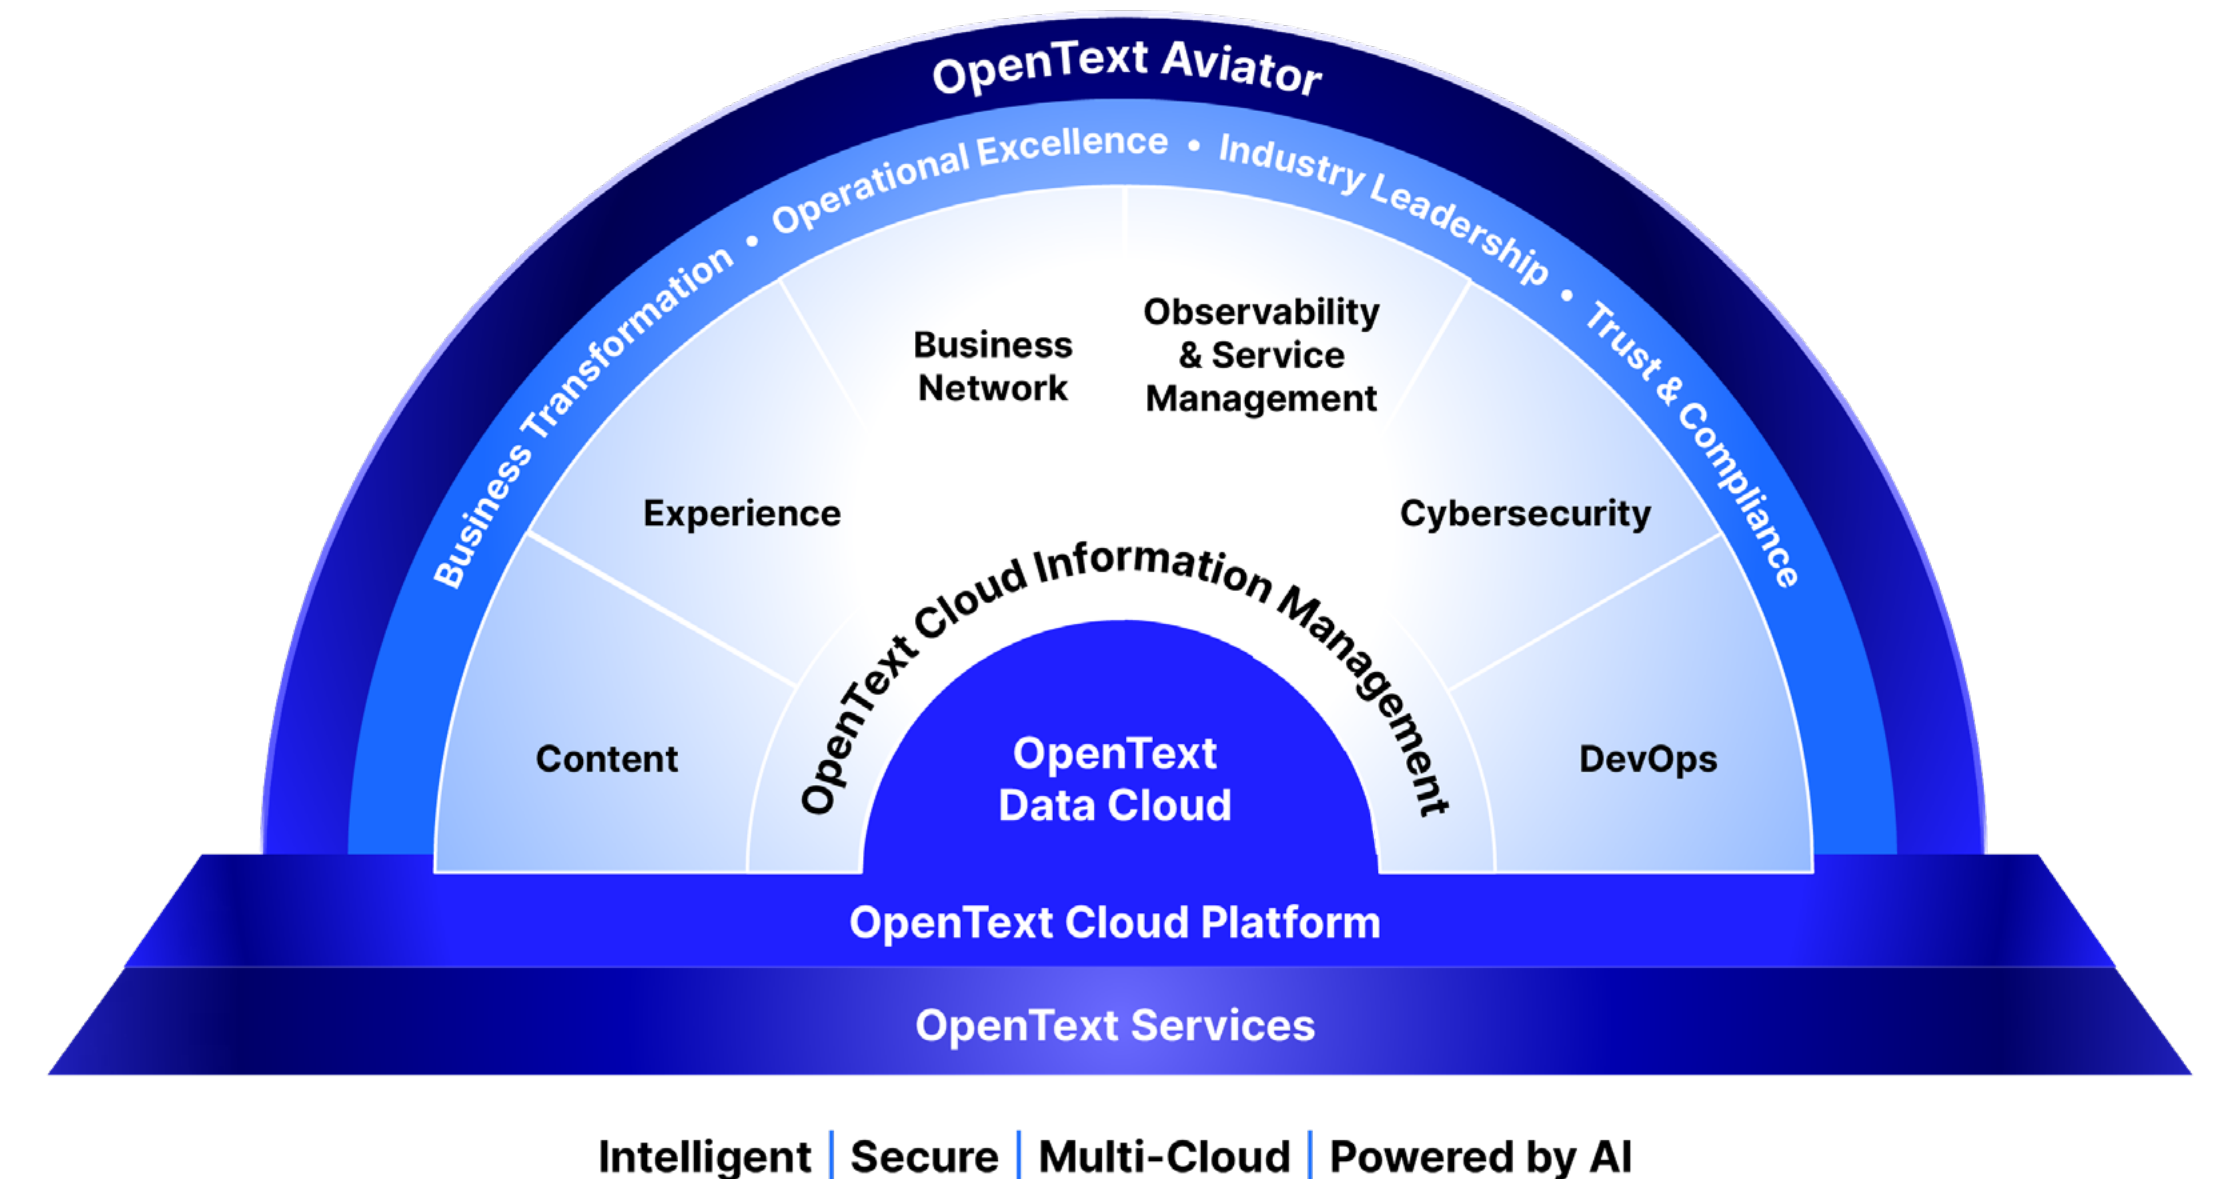 OpenText Aviator
Business Transformation • Operational Excellence • Industry Leadership • Trust & Compliance
Content
Experience
Business
Network
Observability
& Service
Management
Cybersecurity
DevOps
OpenText Cloud Information Management
OpenText
Data Cloud
OpenText Cloud Platform
OpenText Services
Intelligent | Secure | Multi-Cloud | Powered by AI